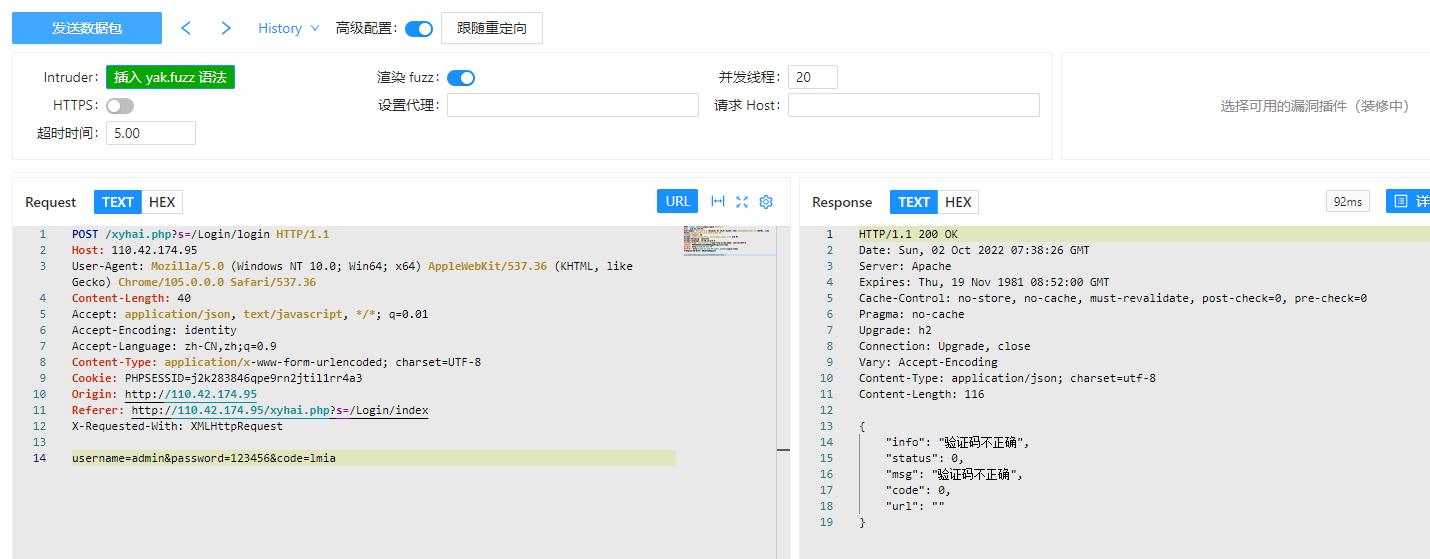 发送数据包 History 高级配置： 跟随重定向
Intruder: 插入 yak.fuzz 语法 渲染 fuzz: 并发线程: 20
HTTPS: 设置代理: 请求 Host: 选择可用的漏洞插件（装修中）
超时时间: 5.00
Request TEXT HEX URL
1 POST /xyhai.php?s=/Login/login HTTP/1.1
2 Host: 110.42.174.95
3 User-Agent: Mozilla/5.0 (Windows NT 10.0; Win64; x64) AppleWebKit/537.36 (KHTML, like
Gecko) Chrome/105.0.0.0 Safari/537.36
4 Content-Length: 40
5 Accept: application/json, text/javascript, */*; q=0.01
6 Accept-Encoding: identity
7 Accept-Language: zh-CN,zh;q=0.9
8 Content-Type: application/x-www-form-urlencoded; charset=UTF-8
9 Cookie: PHPSESSID=j2k283846qpe9rn2jtil1rr4a3
10 Origin: http://110.42.174.95
11 Referer: http://110.42.174.95/xyhai.php?s=/Login/index
12 X-Requested-With: XMLHttpRequest
13
14 username=admin&password=123456&code=lmia
Response TEXT HEX 92ms 详
1 HTTP/1.1 200 OK
2 Date: Sun, 02 Oct 2022 07:38:26 GMT
3 Server: Apache
4 Expires: Thu, 19 Nov 1981 08:52:00 GMT
5 Cache-Control: no-store, no-cache, must-revalidate, post-check=0, pre-check=0
6 Pragma: no-cache
7 Upgrade: h2
8 Connection: Upgrade, close
9 Vary: Accept-Encoding
10 Content-Type: application/json; charset=utf-8
11 Content-Length: 116
12
13 {
14 "info": "验证码不正确",
15 "status": 0,
16 "msg": "验证码不正确",
17 "code": 0,
18 "url": ""
19 }